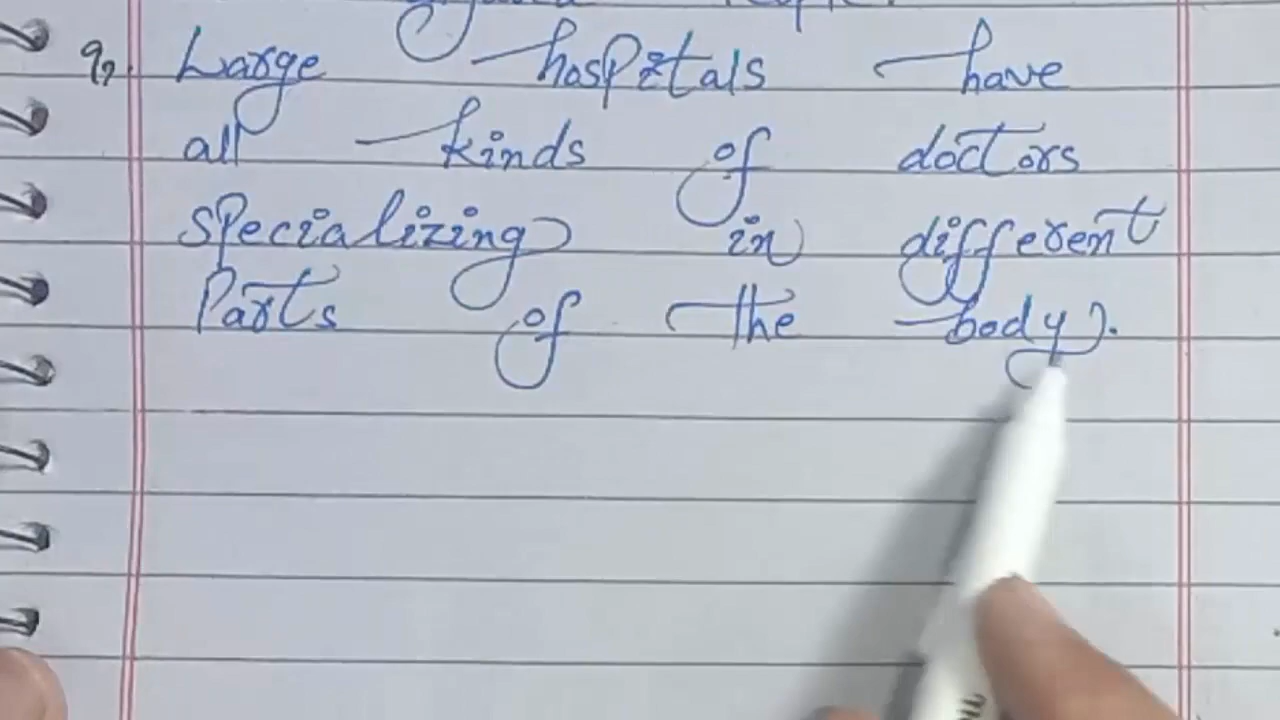 9. Large hospitals have
all kinds of doctors
specializing in different
Parts of the body.